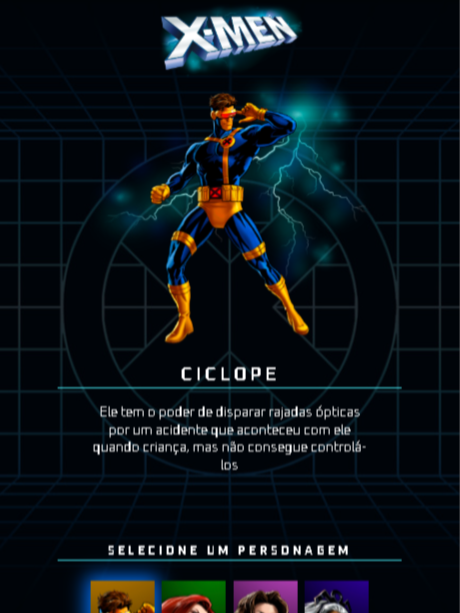 X-MEN
CICLOPE
Ele tem o poder de disparar rajadas ópticas
por um acidente que aconteceu com ele
quando criança, mas não consegue controlá-
los
SELECIONE UM PERSONAGEM